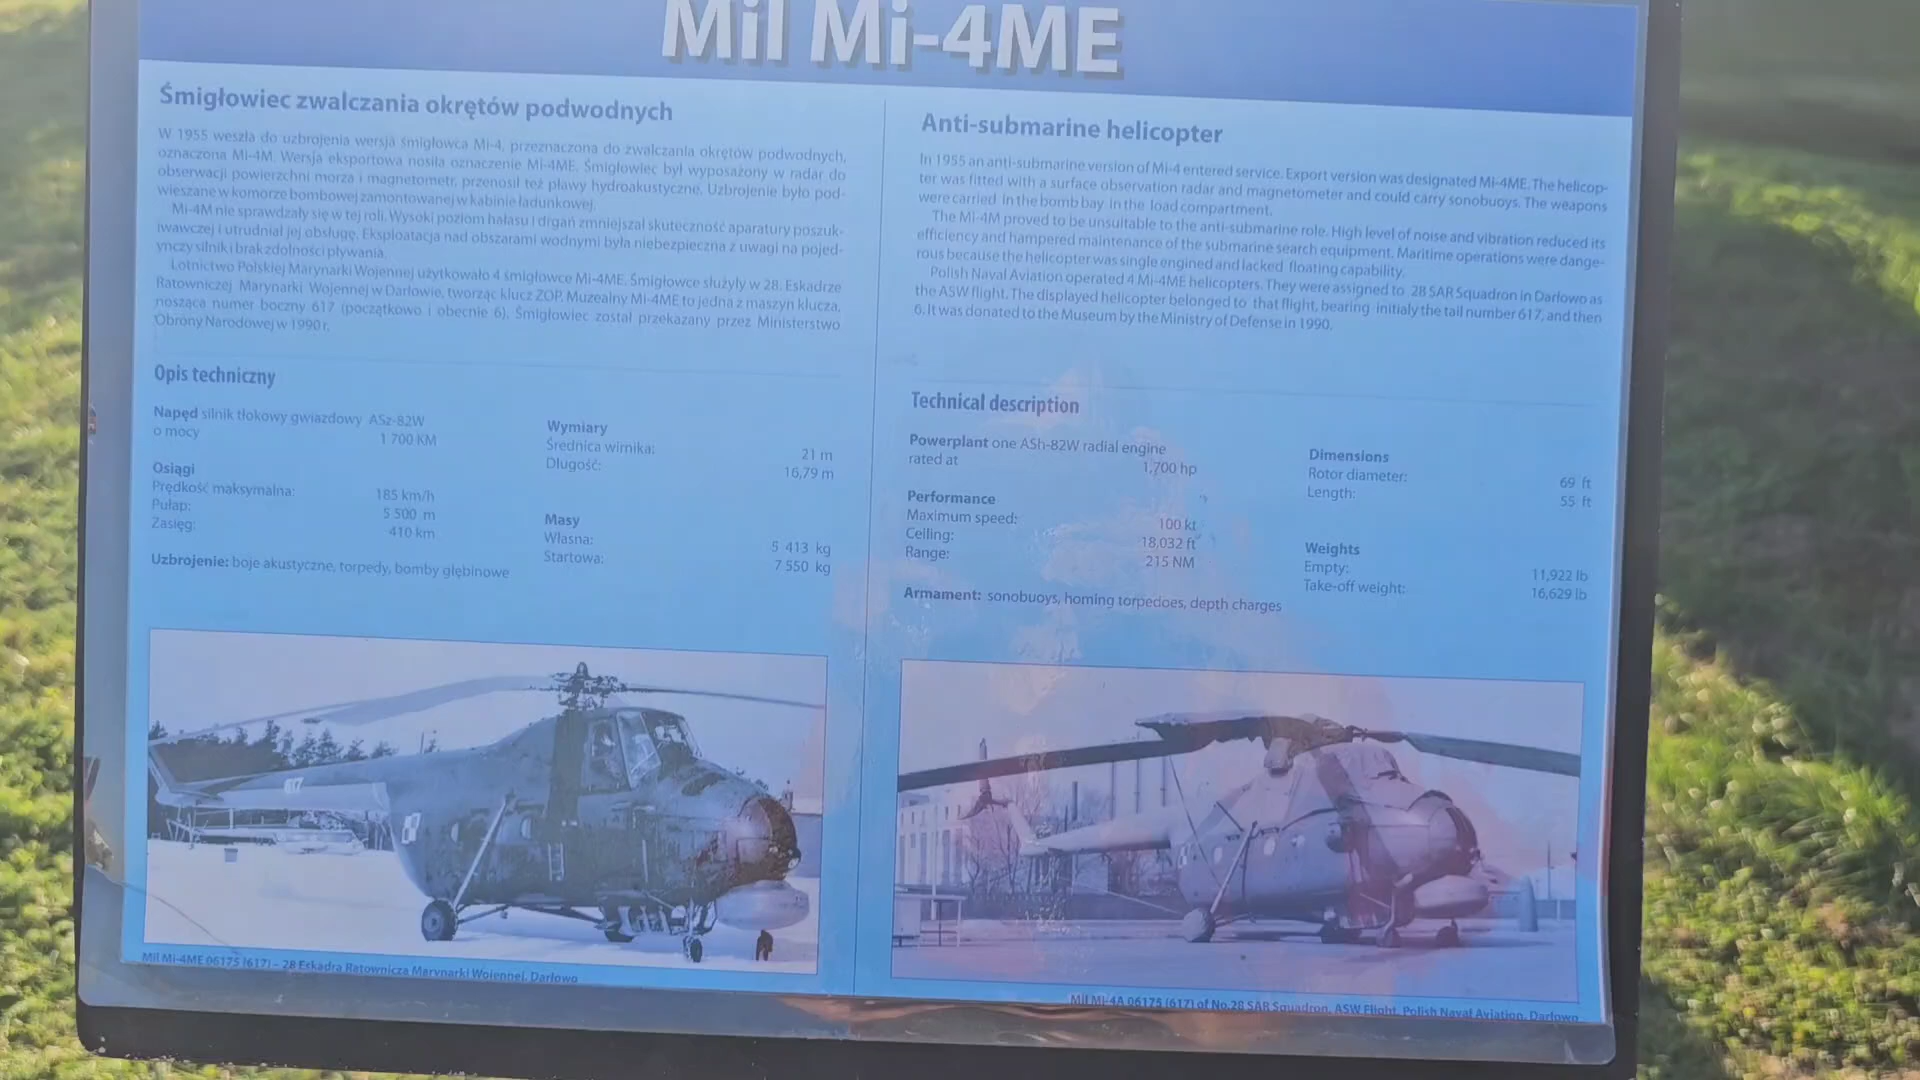 Mil Mi-4ME
Śmigłowiec zwalczania okrętów podwodnych
W 1955 weszła do uzbrojenia wersja śmigłowca Mi-4, przeznaczona do zwalczania okrętów podwodnych,
oznaczona Mi-4M. Wersja eksportowa nosiła oznaczenie Mi-4ME. Śmigłowiec był wyposażony w radar do
obserwacji powierzchni morza i magnetometr, przenosił też pławy hydroakustyczne. Uzbrojenie było pod-
wieszane w komorze bombowej zamontowanej w kabinie ładunkowej.
Mi-4M nie sprawdzały się w tej roli. Wysoki poziom hałasu i drgań zmniejszał skuteczność aparatury poszuk-
iwawczej i utrudniał jej obsługę. Eksploatacja nad obszarami wodnymi była niebezpieczna z uwagi na pojed-
ynczy silnik i brak zdolności pływania.
Lotnictwo Polskiej Marynarki Wojennej użytkowało 4 śmigłowce Mi-4ME. Śmigłowce służyły w 28. Eskadrze
Ratowniczej Marynarki Wojennej w Darłowie, tworząc klucz ZOP. Muzealny Mi-4ME to jedna z maszyn klucza,
nosząca numer boczny 617 (początkowo i obecnie 6). Śmigłowiec został przekazany przez Ministerstwo
Obrony Narodowej w 1990 r.
Opis techniczny
Napęd silnik tłokowy gwiazdowy ASz-82W
o mocy 1 700 KM
Osiągi
Prędkość maksymalna: 185 km/h
Pułap: 5 500 m
Zasięg: 410 km
Uzbrojenie: boje akustyczne, torpedy, bomby głębinowe
Wymiary
Średnica wirnika: 21 m
Długość: 16,79 m
Masy
Własna: 5 413 kg
Startowa: 7 550 kg
Mil Mi-4ME 06175 (617) – 28 Eskadra Ratownicza Marynarki Wojennej, Darłowo
Anti-submarine helicopter
In 1955 an anti-submarine version of Mi-4 entered service. Export version was designated Mi-4ME. The helicop-
ter was fitted with a surface observation radar and magnetometer and could carry sonobuoys. The weapons
were carried in the bomb bay in the load compartment.
The Mi-4M proved to be unsuitable to the anti-submarine role. High level of noise and vibration reduced its
efficiency and hampered maintenance of the submarine search equipment. Maritime operations were dange-
rous because the helicopter was single engined and lacked floating capability.
Polish Naval Aviation operated 4 Mi-4ME helicopters. They were assigned to 28 SAR Squadron in Darłowo as
the ASW flight. The displayed helicopter belonged to that flight, bearing initialy the tail number 617, and then
6. It was donated to the Museum by the Ministry of Defense in 1990.
Technical description
Powerplant one ASh-82W radial engine
rated at 1,700 hp
Performance
Maximum speed: 100 kt
Ceiling: 18,032 ft
Range: 215 NM
Armament: sonobuoys, homing torpedoes, depth charges
Dimensions
Rotor diameter: 69 ft
Length: 55 ft
Weights
Empty: 11,922 lb
Take-off weight: 16,629 lb
Mil Mi-4A 06175 (617) of No.28 SAR Squadron, ASW Flight, Polish Naval Aviation, Darłowo
617